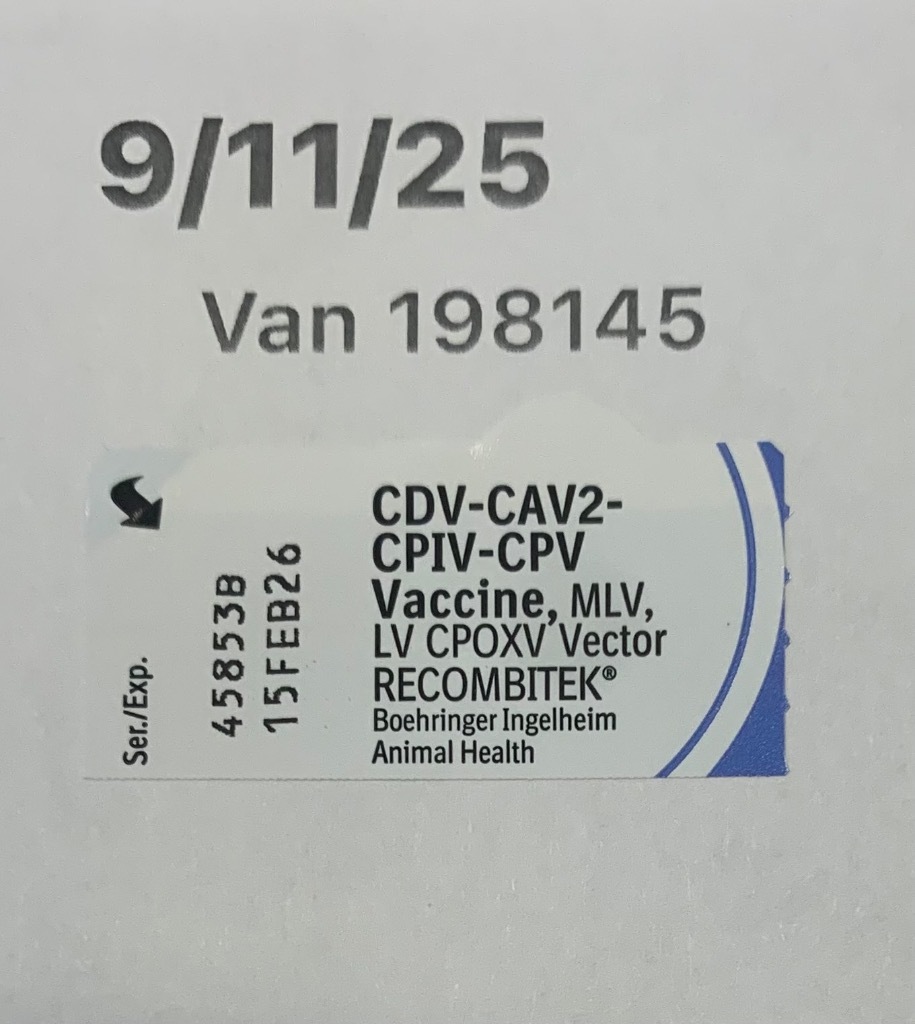 9/11/25
Van 198145
Ser./Exp.
45853B
15FEB26
CDV-CAV2-
CPIV-CPV
Vaccine, MLV,
LV CPOXV Vector
RECOMBITEK®
Boehringer Ingelheim
Animal Health